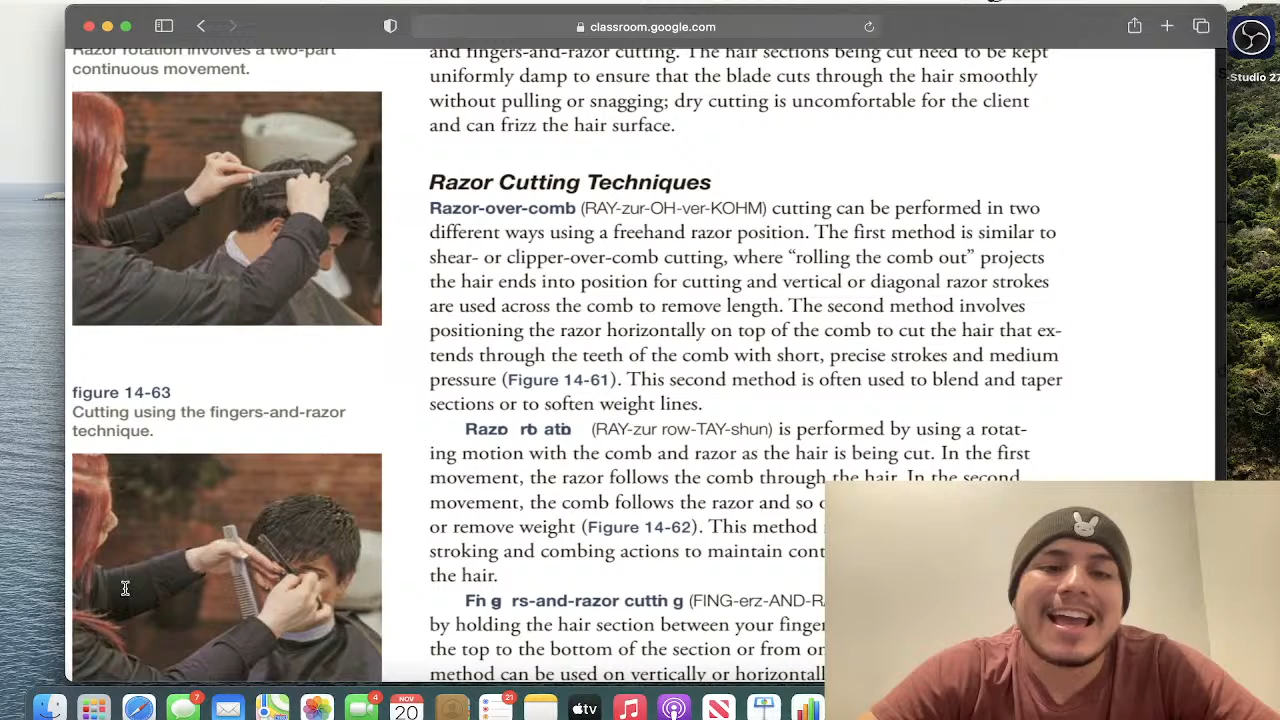 classroom.google.com
Studio 27
Razor rotation involves a two-part
continuous movement.
figure 14-63
Cutting using the fingers-and-razor
technique.
and fingers-and-razor cutting. The hair sections being cut need to be kept
uniformly damp to ensure that the blade cuts through the hair smoothly
without pulling or snagging; dry cutting is uncomfortable for the client
and can frizz the hair surface.
Razor Cutting Techniques
Razor-over-comb (RAY-zur-OH-ver-KOHM) cutting can be performed in two
different ways using a freehand razor position. The first method is similar to
shear- or clipper-over-comb cutting, where “rolling the comb out” projects
the hair ends into position for cutting and vertical or diagonal razor strokes
are used across the comb to remove length. The second method involves
positioning the razor horizontally on top of the comb to cut the hair that ex-
tends through the teeth of the comb with short, precise strokes and medium
pressure (Figure 14-61). This second method is often used to blend and taper
sections or to soften weight lines.
(RAY-zur row-TAY-shun) is performed by using a rotat-
ing motion with the comb and razor as the hair is being cut. In the first
movement, the razor follows the comb through the hair. In the second
movement, the comb follows the razor and so
or remove weight (Figure 14-62). This method
stroking and combing actions to maintain
the hair.
(FING-erz-AND-
by holding the hair section between your
the top to the bottom of the section or from
method can be used on vertically or
7
4
NOV
20
21
tv